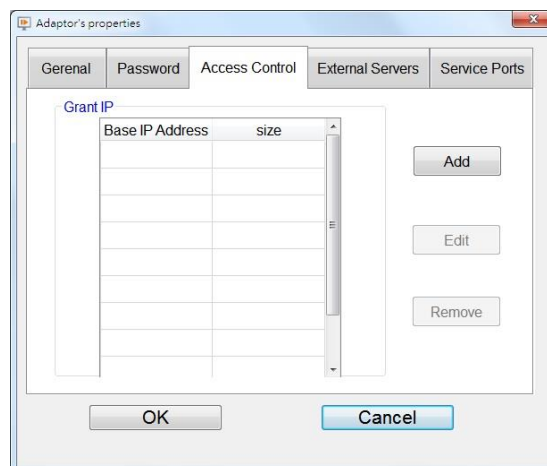 Adaptor's properties
Gerenal Password Access Control External Servers Service Ports
Grant IP
Base IP Address size
Add
Edit
Remove
OK Cancel